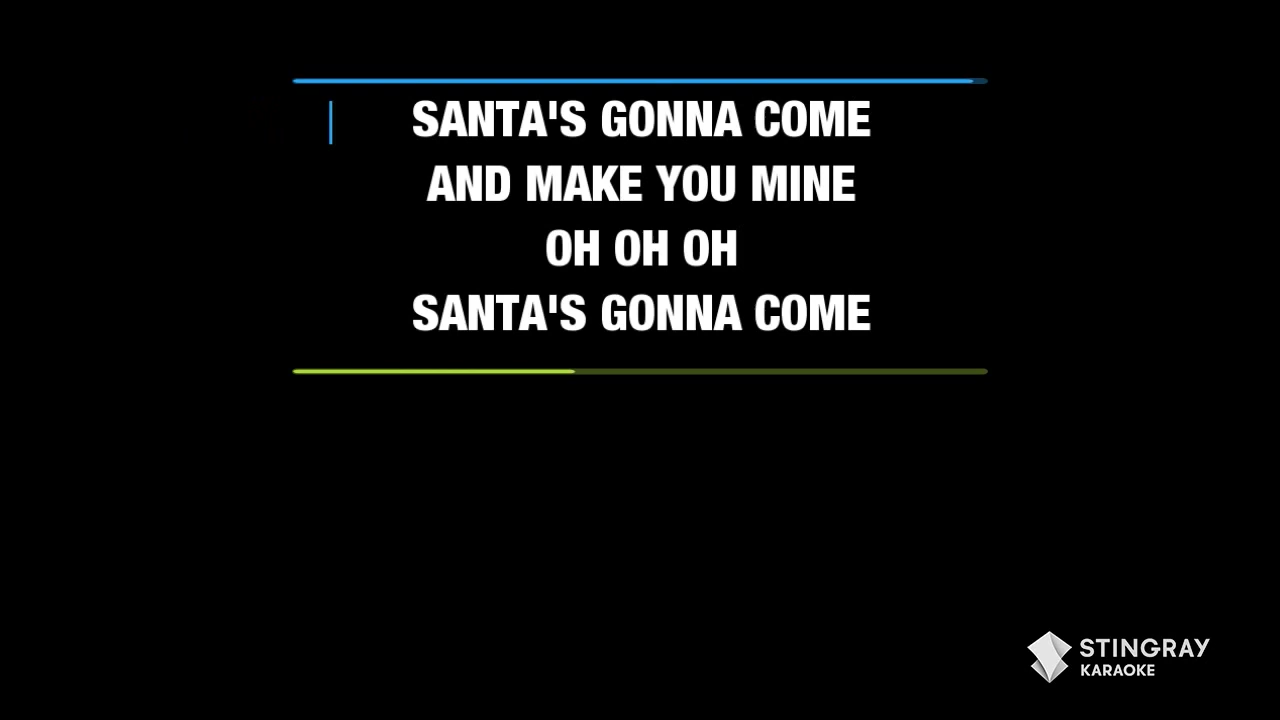 SANTA'S GONNA COME
AND MAKE YOU MINE
OH OH OH
SANTA'S GONNA COME
STINGRAY
KARAOKE